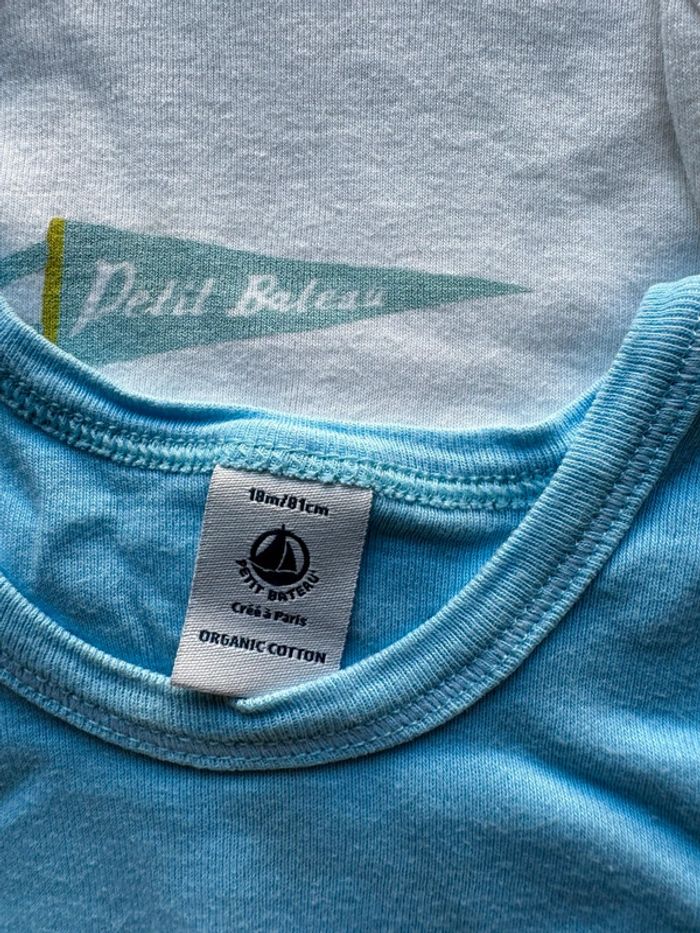 Petit Bateau
18m/81cm
PETIT BATEAU
Créé à Paris
ORGANIC COTTON